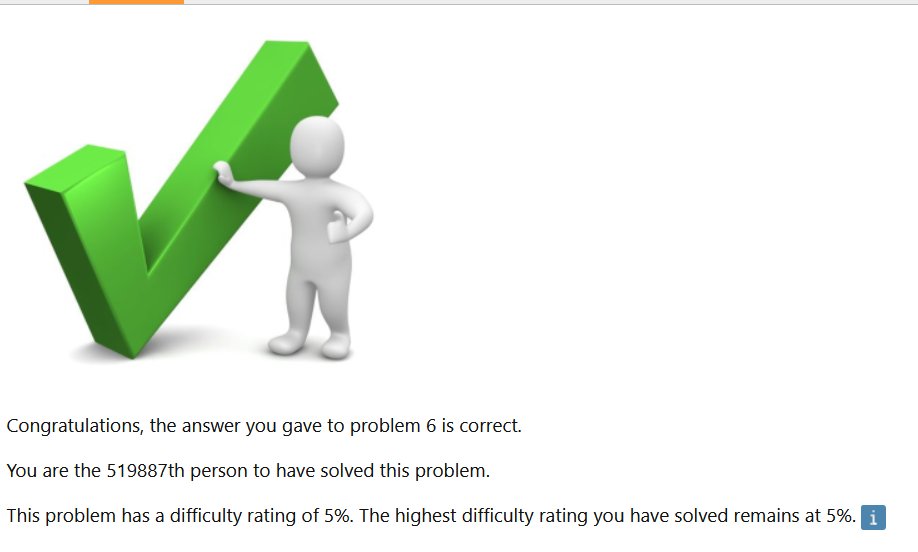 Congratulations, the answer you gave to problem 6 is correct.
You are the 519887th person to have solved this problem.
This problem has a difficulty rating of 5%. The highest difficulty rating you have solved remains at 5%. i